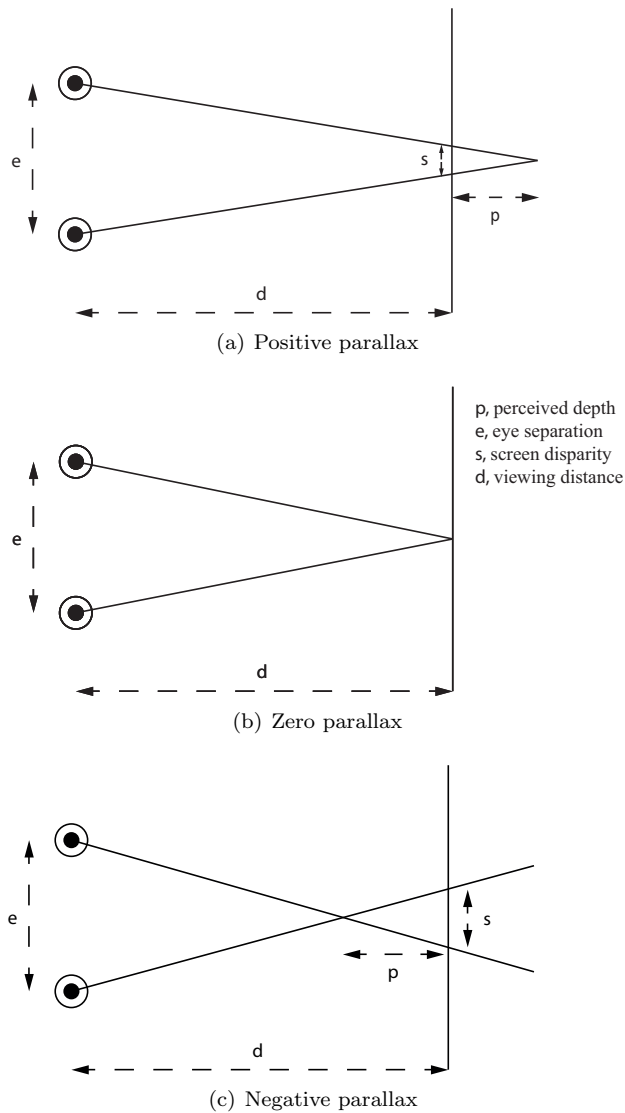 e
s
p
d
(a) Positive parallax
p, perceived depth
e, eye separation
s, screen disparity
d, viewing distance
e
d
(b) Zero parallax
e
s
p
d
(c) Negative parallax